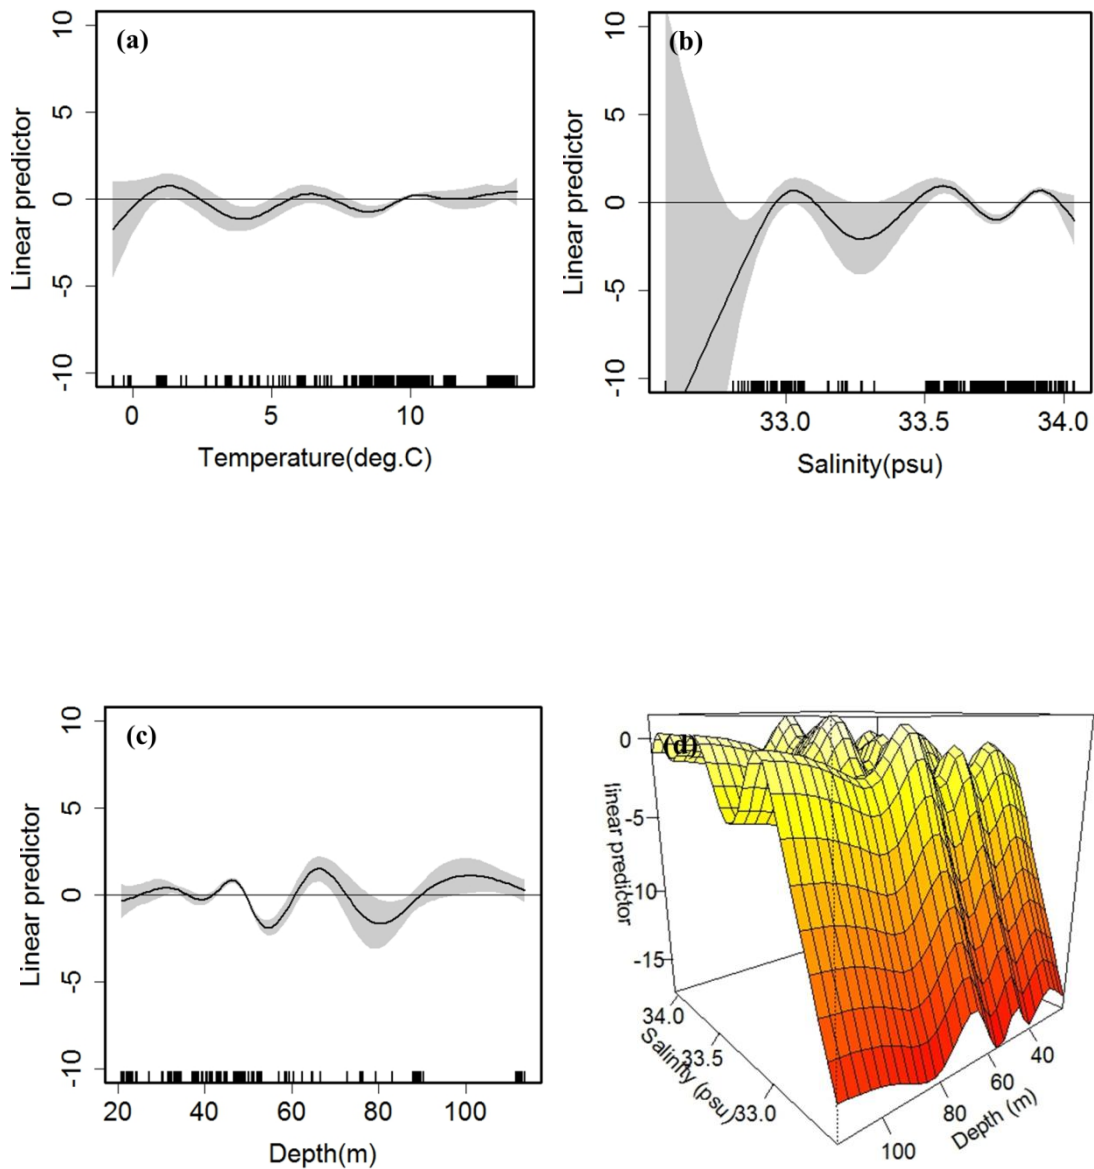 (a)
10
5
0
-5
-10
Linear predictor
0 5 10
Temperature(deg.C)
(b)
10
5
0
-5
-10
Linear predictor
33.0 33.5 34.0
Salinity(psu)
(c)
10
5
0
-5
-10
Linear predictor
20 40 60 80 100
Depth(m)
(d)
0
-5
-10
-15
linear predictor
34.0
33.5
33.0
Salinity (psu)
40
60
80
100
Depth (m)